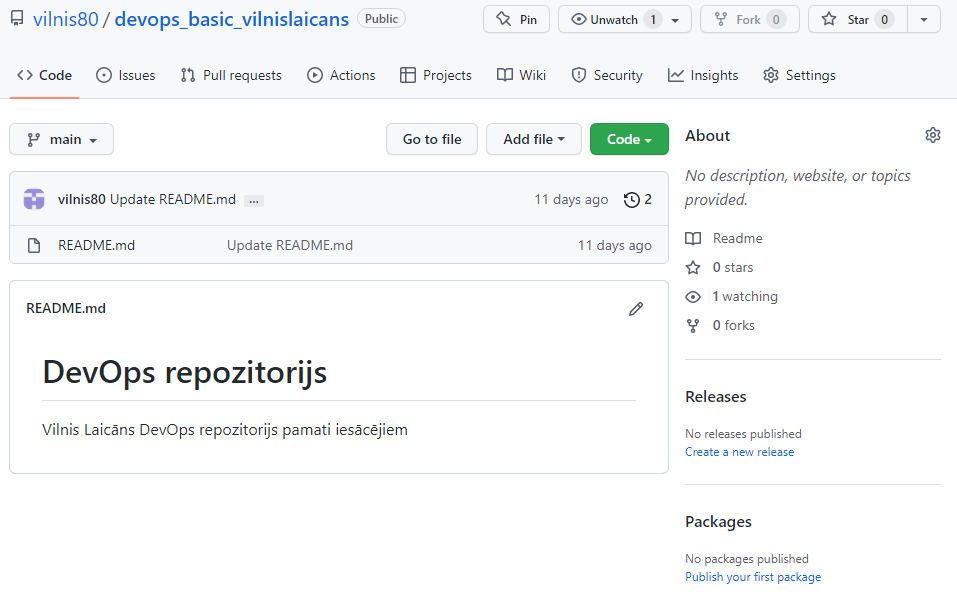 vilnis80 / devops_basic_vilnislaicans Public
Pin Unwatch 1 Fork 0 Star 0
Code Issues Pull requests Actions Projects Wiki Security Insights Settings
main Go to file Add file Code
vilnis80 Update README.md ... 11 days ago 2
README.md Update README.md 11 days ago
README.md
DevOps repozitorijs
Vilnis Laicāns DevOps repozitorijs pamati iesācējiem
About
No description, website, or topics
provided.
Readme
0 stars
1 watching
0 forks
Releases
No releases published
Create a new release
Packages
No packages published
Publish your first package